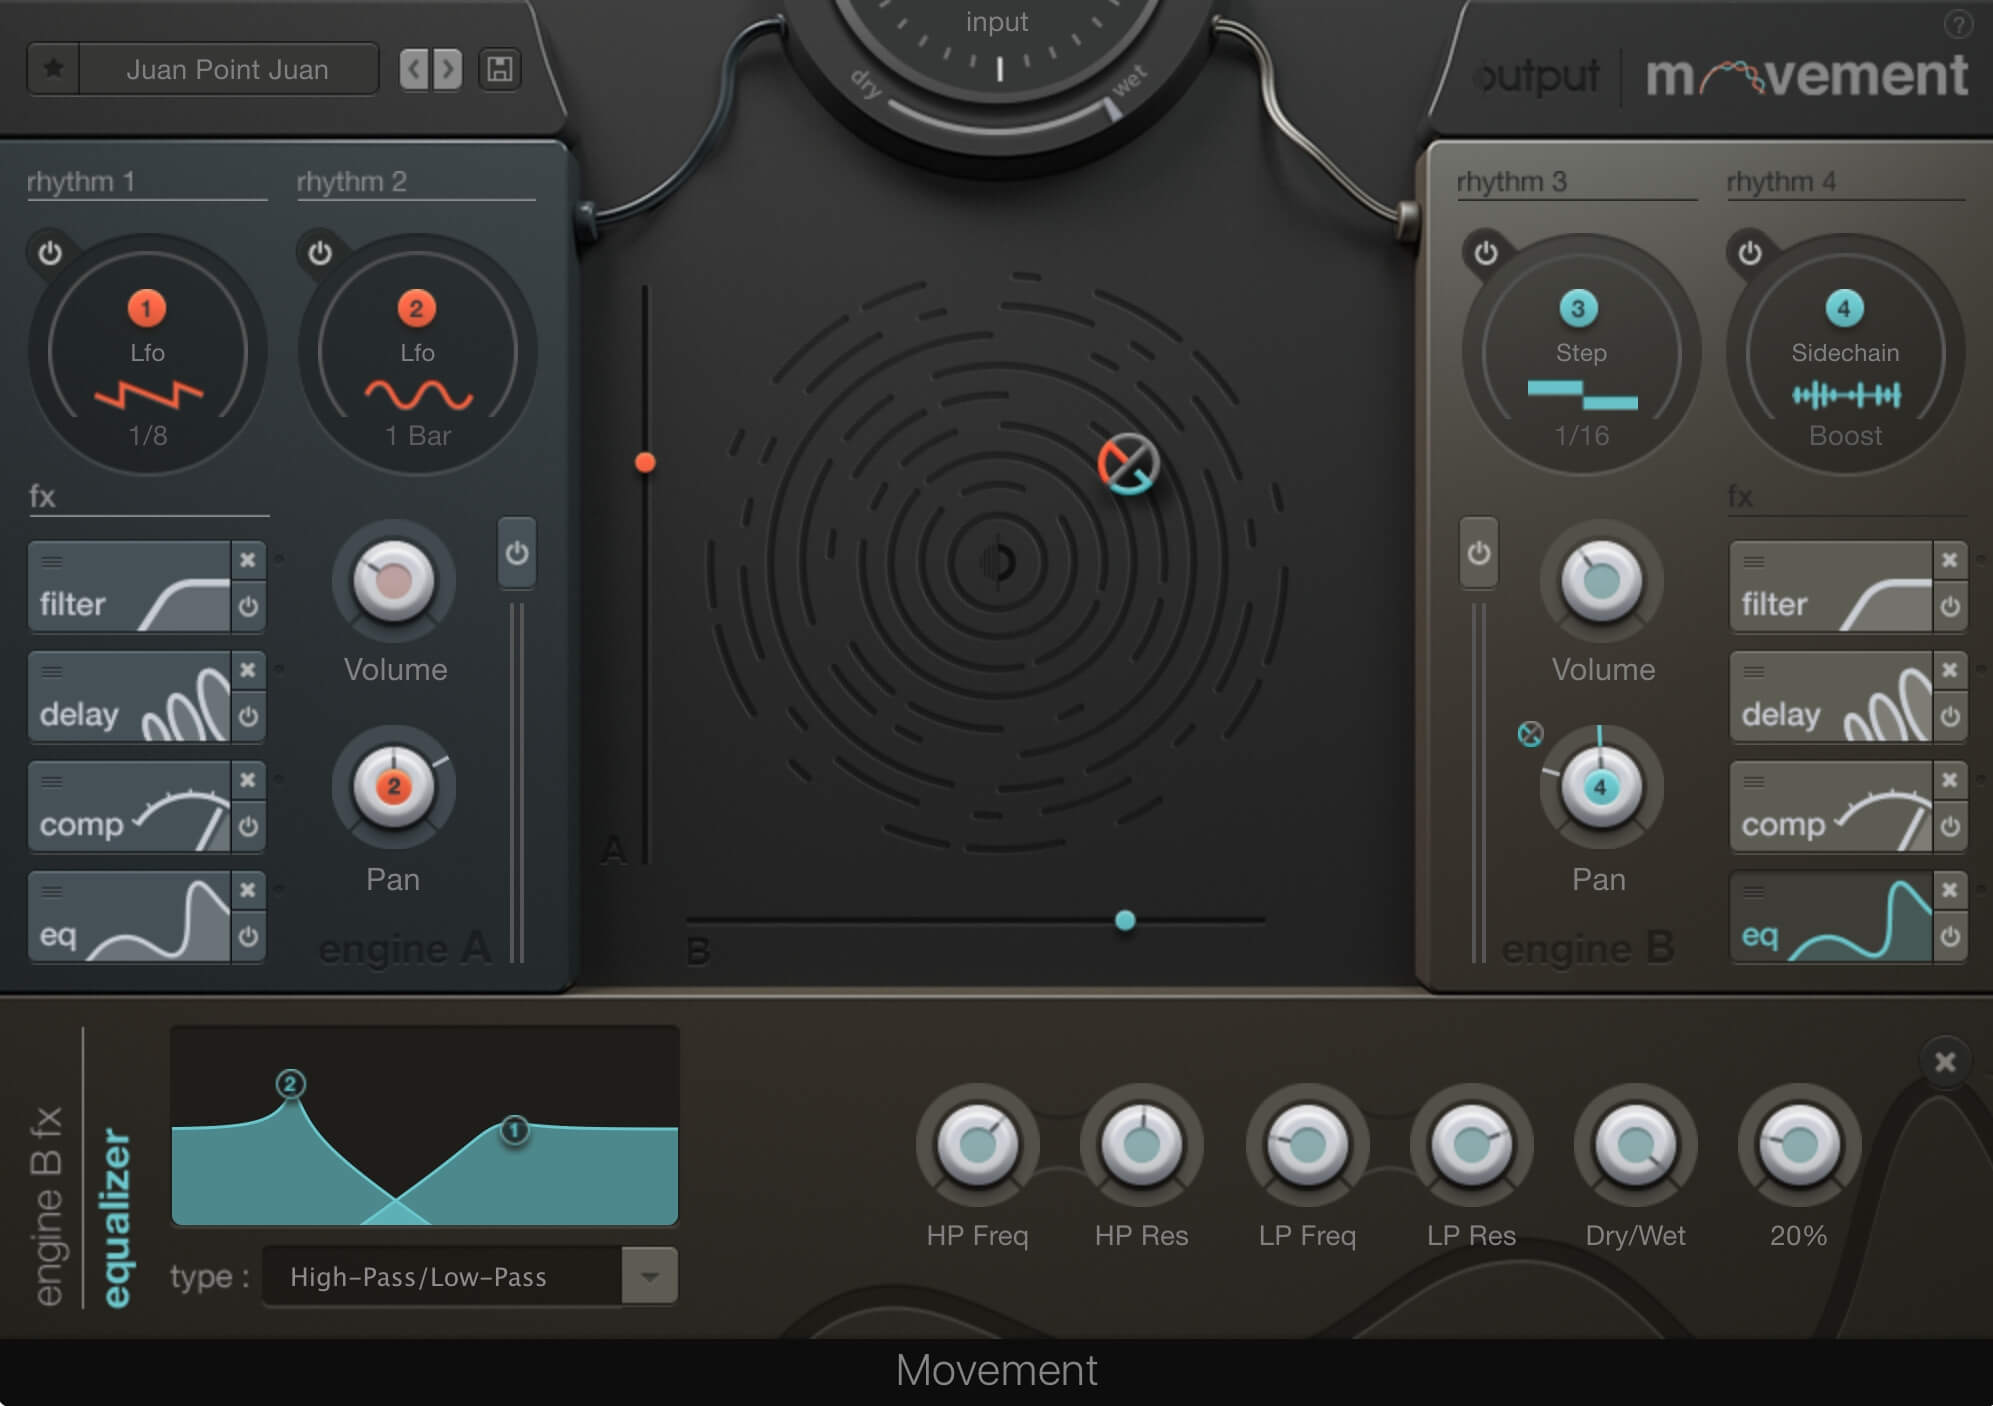 input
?
Juan Point Juan
dry
wet
output
movement
rhythm 1
rhythm 2
rhythm 3
rhythm 4
1
Lfo
1/8
2
Lfo
1 Bar
3
Step
1/16
4
Sidechain
Boost
fx
filter
delay
comp
eq
Volume
2
Pan
engine A
A
B
Volume
4
Pan
engine B
fx
filter
delay
comp
eq
engine B fx
equalizer
2
1
type :
High-Pass/Low-Pass
HP Freq
HP Res
LP Freq
LP Res
Dry/Wet
20%
Movement